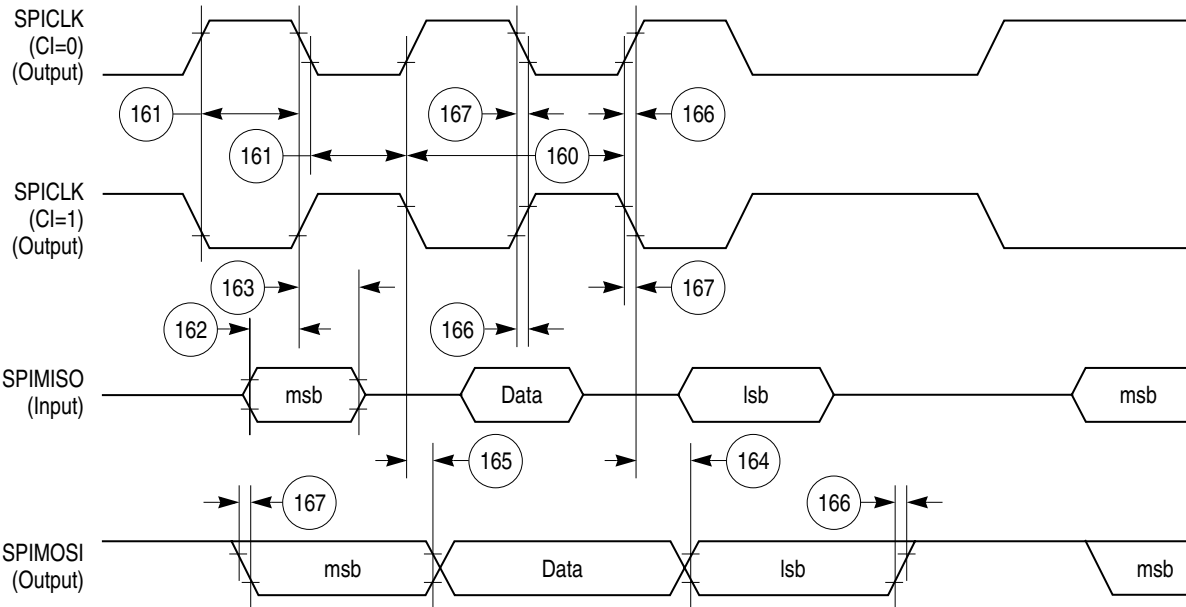 SPICLK
(CI=0)
(Output)
161
167
166
161
160
SPICLK
(CI=1)
(Output)
163
167
162
166
SPIMISO
(Input)
msb
Data
lsb
msb
165
164
167
166
SPIMOSI
(Output)
msb
Data
lsb
msb